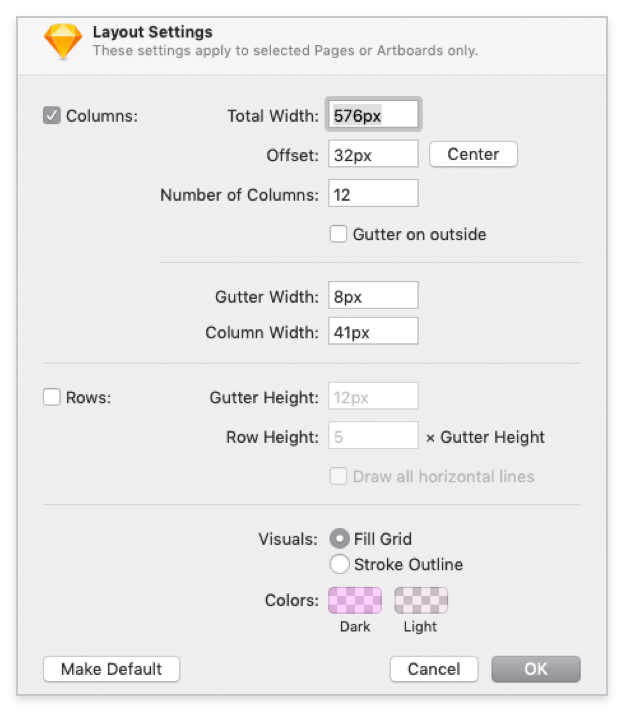 Layout Settings
These settings apply to selected Pages or Artboards only.
Columns: Total Width: 576px
Offset: 32px Center
Number of Columns: 12
Gutter on outside
Gutter Width: 8px
Column Width: 41px
Rows: Gutter Height: 12px
Row Height: 5 × Gutter Height
Draw all horizontal lines
Visuals: Fill Grid
Stroke Outline
Colors:
Dark Light
Make Default Cancel OK